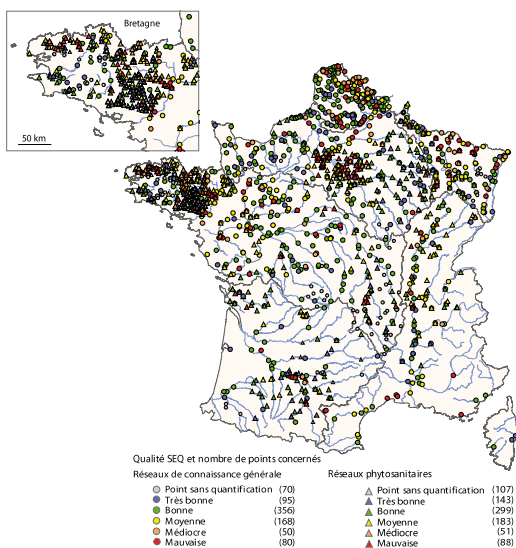 Bretagne
50 km
Qualité SEQ et nombre de points concernés
Réseaux de connaissance générale
Point sans quantification (70)
Très bonne (95)
Bonne (356)
Moyenne (168)
Médiocre (50)
Mauvaise (80)
Réseaux phytosanitaires
Point sans quantification (107)
Très bonne (143)
Bonne (299)
Moyenne (183)
Médiocre (51)
Mauvaise (88)